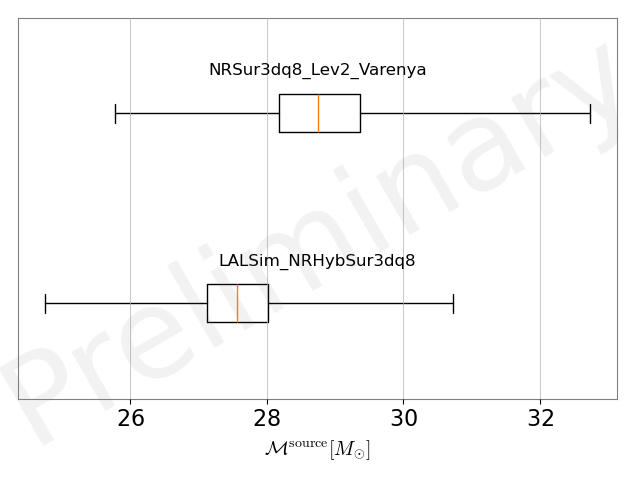 NRSur3dq8_Lev2_Varenya
LALSim_NRHybSur3dq8
Preliminary
26 28 30 32
ℳ^source[M_⊙]